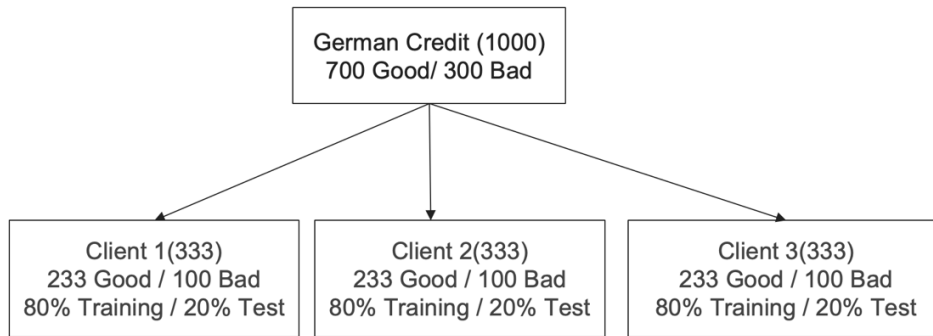 German Credit (1000)
700 Good/ 300 Bad
Client 1(333)
233 Good / 100 Bad
80% Training / 20% Test
Client 2(333)
233 Good / 100 Bad
80% Training / 20% Test
Client 3(333)
233 Good / 100 Bad
80% Training / 20% Test